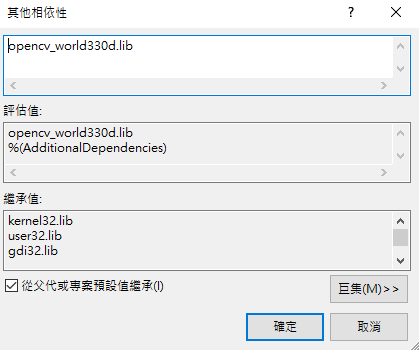 其他相依性
?
opencv_world330d.lib
評估值:
opencv_world330d.lib
%(AdditionalDependencies)
繼承值:
kernel32.lib
user32.lib
gdi32.lib
從父代或專案預設值繼承(I)
巨集(M)>>
確定
取消